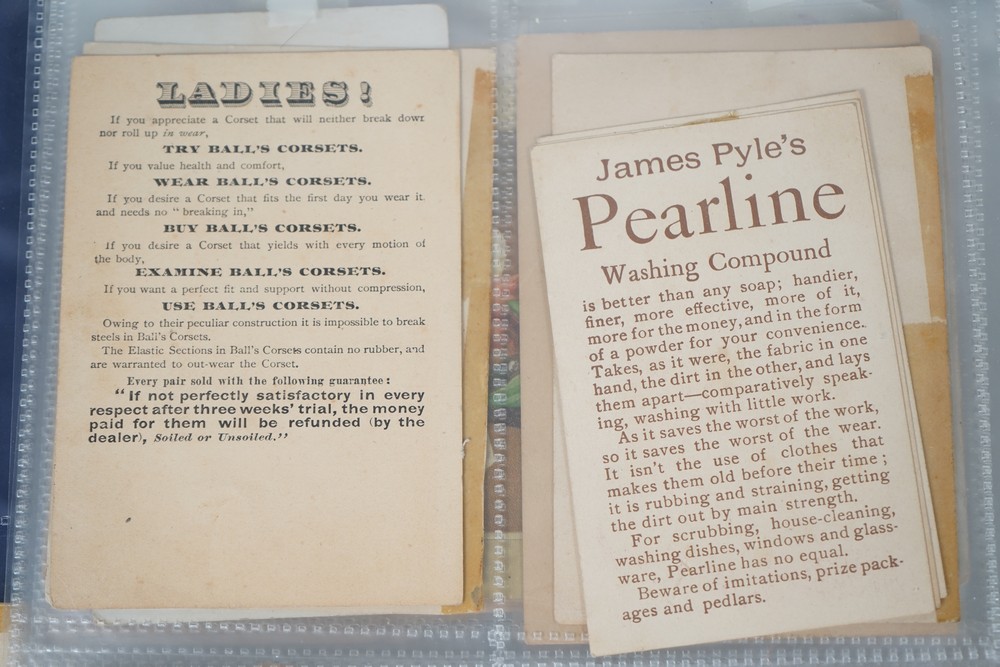 LADIES!
If you appreciate a Corset that will neither break down
nor roll up in wear,
TRY BALL'S CORSETS.
If you value health and comfort,
WEAR BALL'S CORSETS.
If you desire a Corset that fits the first day you wear it
and needs no "breaking in,"
BUY BALL'S CORSETS.
If you desire a Corset that yields with every motion of
the body,
EXAMINE BALL'S CORSETS.
If you want a perfect fit and support without compression,
USE BALL'S CORSETS.
Owing to their peculiar construction it is impossible to break
steels in Ball's Corsets.
The Elastic Sections in Ball's Corsets contain no rubber, and
are warranted to out-wear the Corset.
Every pair sold with the following guarantee:
"If not perfectly satisfactory in every
respect after three weeks' trial, the money
paid for them will be refunded (by the
dealer), Soiled or Unsoiled."
James Pyle's
Pearline
Washing Compound
is better than any soap; handier,
finer, more effective, more of it,
more for the money, and in the form
of a powder for your convenience.
Takes, as it were, the fabric in one
hand, the dirt in the other, and lays
them apart—comparatively speak-
ing, washing with little work.
As it saves the worst of the work,
so it saves the worst of the wear.
It isn't the use of clothes that
makes them old before their time;
it is rubbing and straining, getting
the dirt out by main strength.
For scrubbing, house-cleaning,
washing dishes, windows and glass-
ware, Pearline has no equal.
Beware of imitations, prize pack-
ages and pedlars.